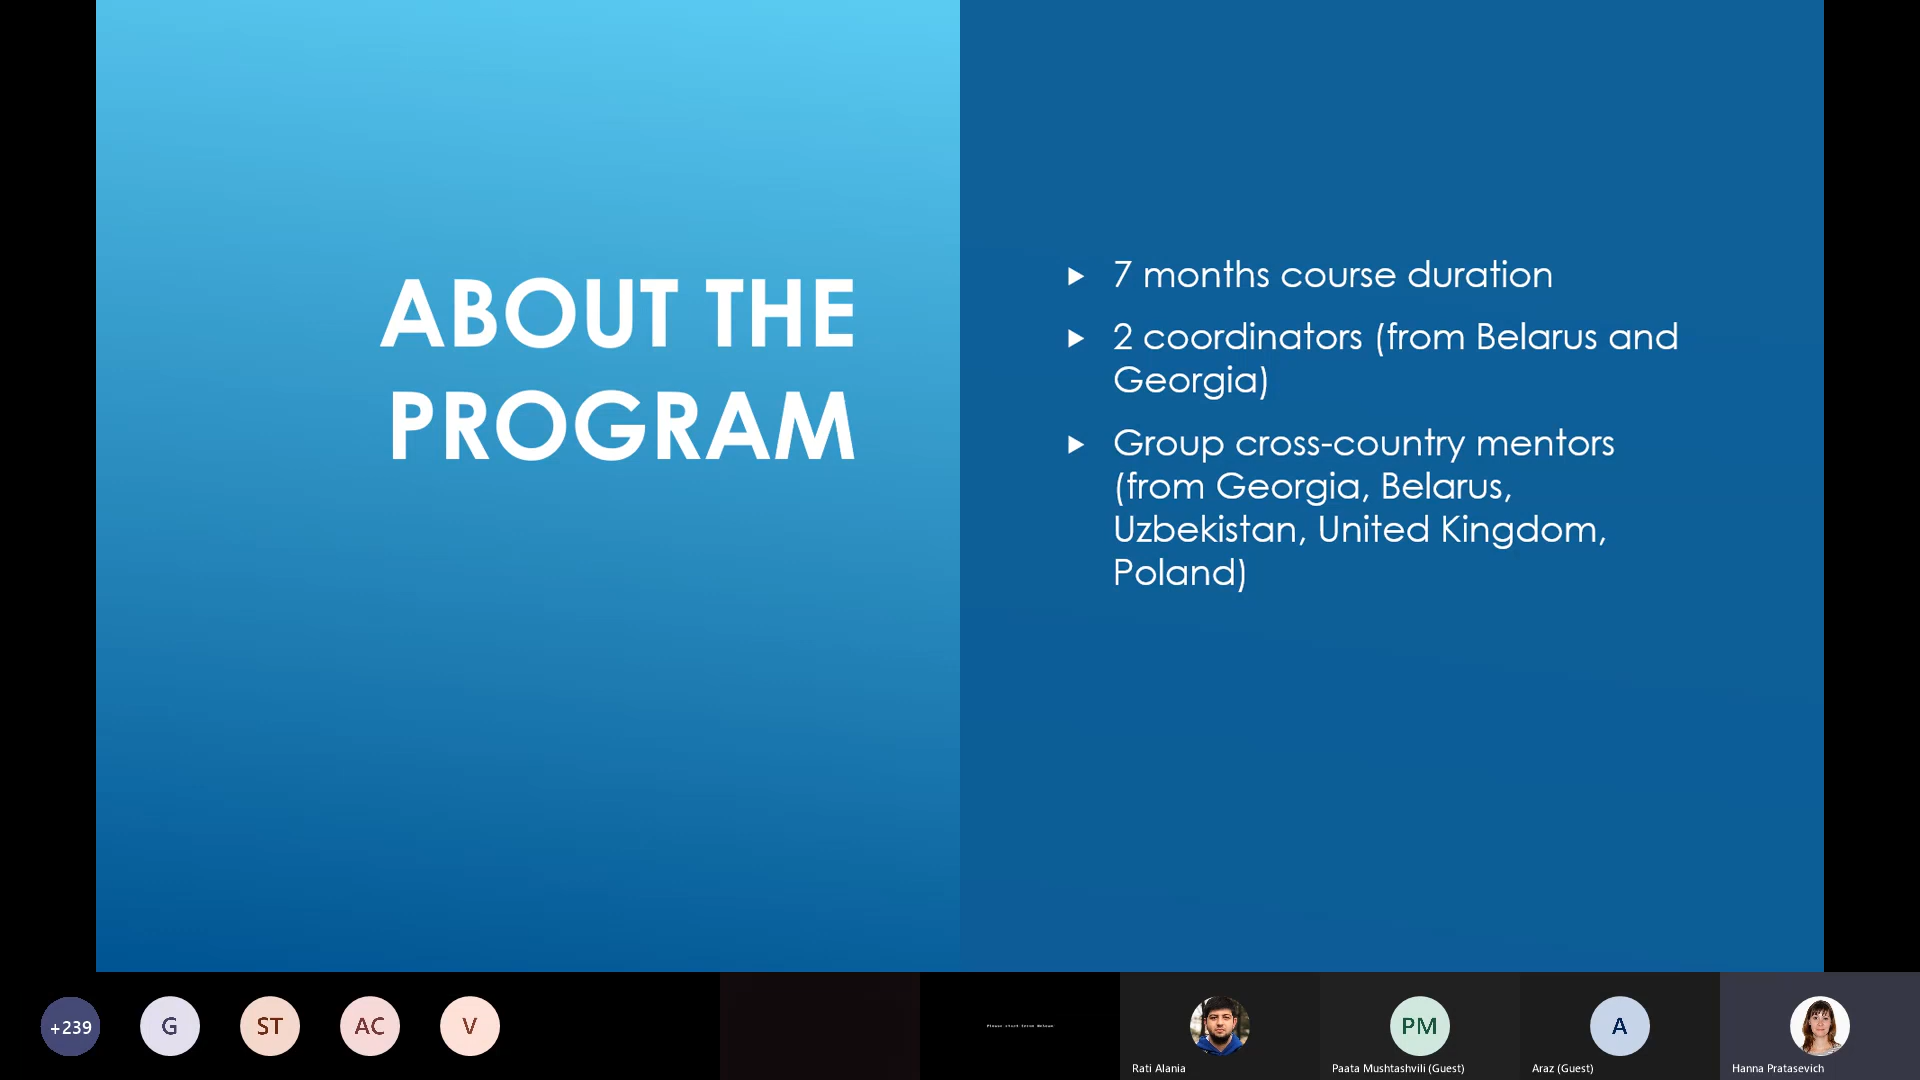 ABOUT THE
PROGRAM
7 months course duration
2 coordinators (from Belarus and
Georgia)
Group cross-country mentors
(from Georgia, Belarus,
Uzbekistan, United Kingdom,
Poland)
+239
G
ST
AC
V
PM
A
Rati Alania
Paata Mushtashvili (Guest)
Araz (Guest)
Hanna Pratasevich